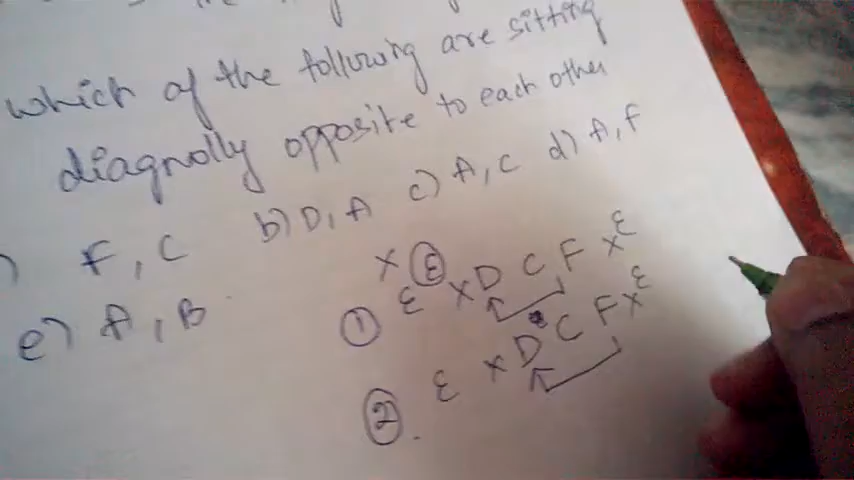 which of the following are sitting
diagnolly opposite to each other
F, C b) D, A c) A, C d) A, F
e) A, B
X Ɛ
① Ɛ X D C F X Ɛ
② Ɛ X D C F X Ɛ